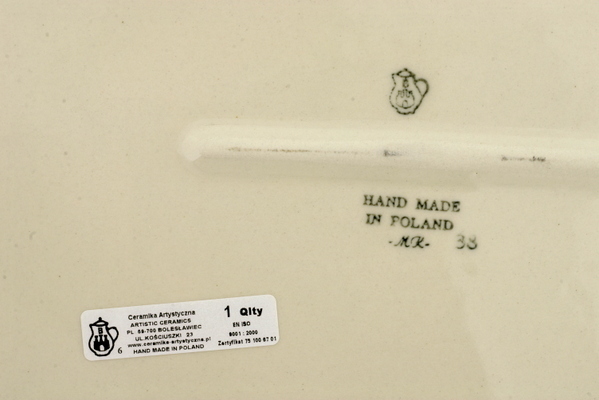 HAND MADE
IN POLAND
-MK- 38
Ceramika Artystyczna
ARTISTIC CERAMICS
PL 59-700 BOLESŁAWIEC
UL.KOŚCIUSZKI 23
www.ceramika-artystyczna.pl
HAND MADE IN POLAND
6
1 Qlty
EN ISO
9001 : 2000
Zertyfikat 75 100 67 01
B